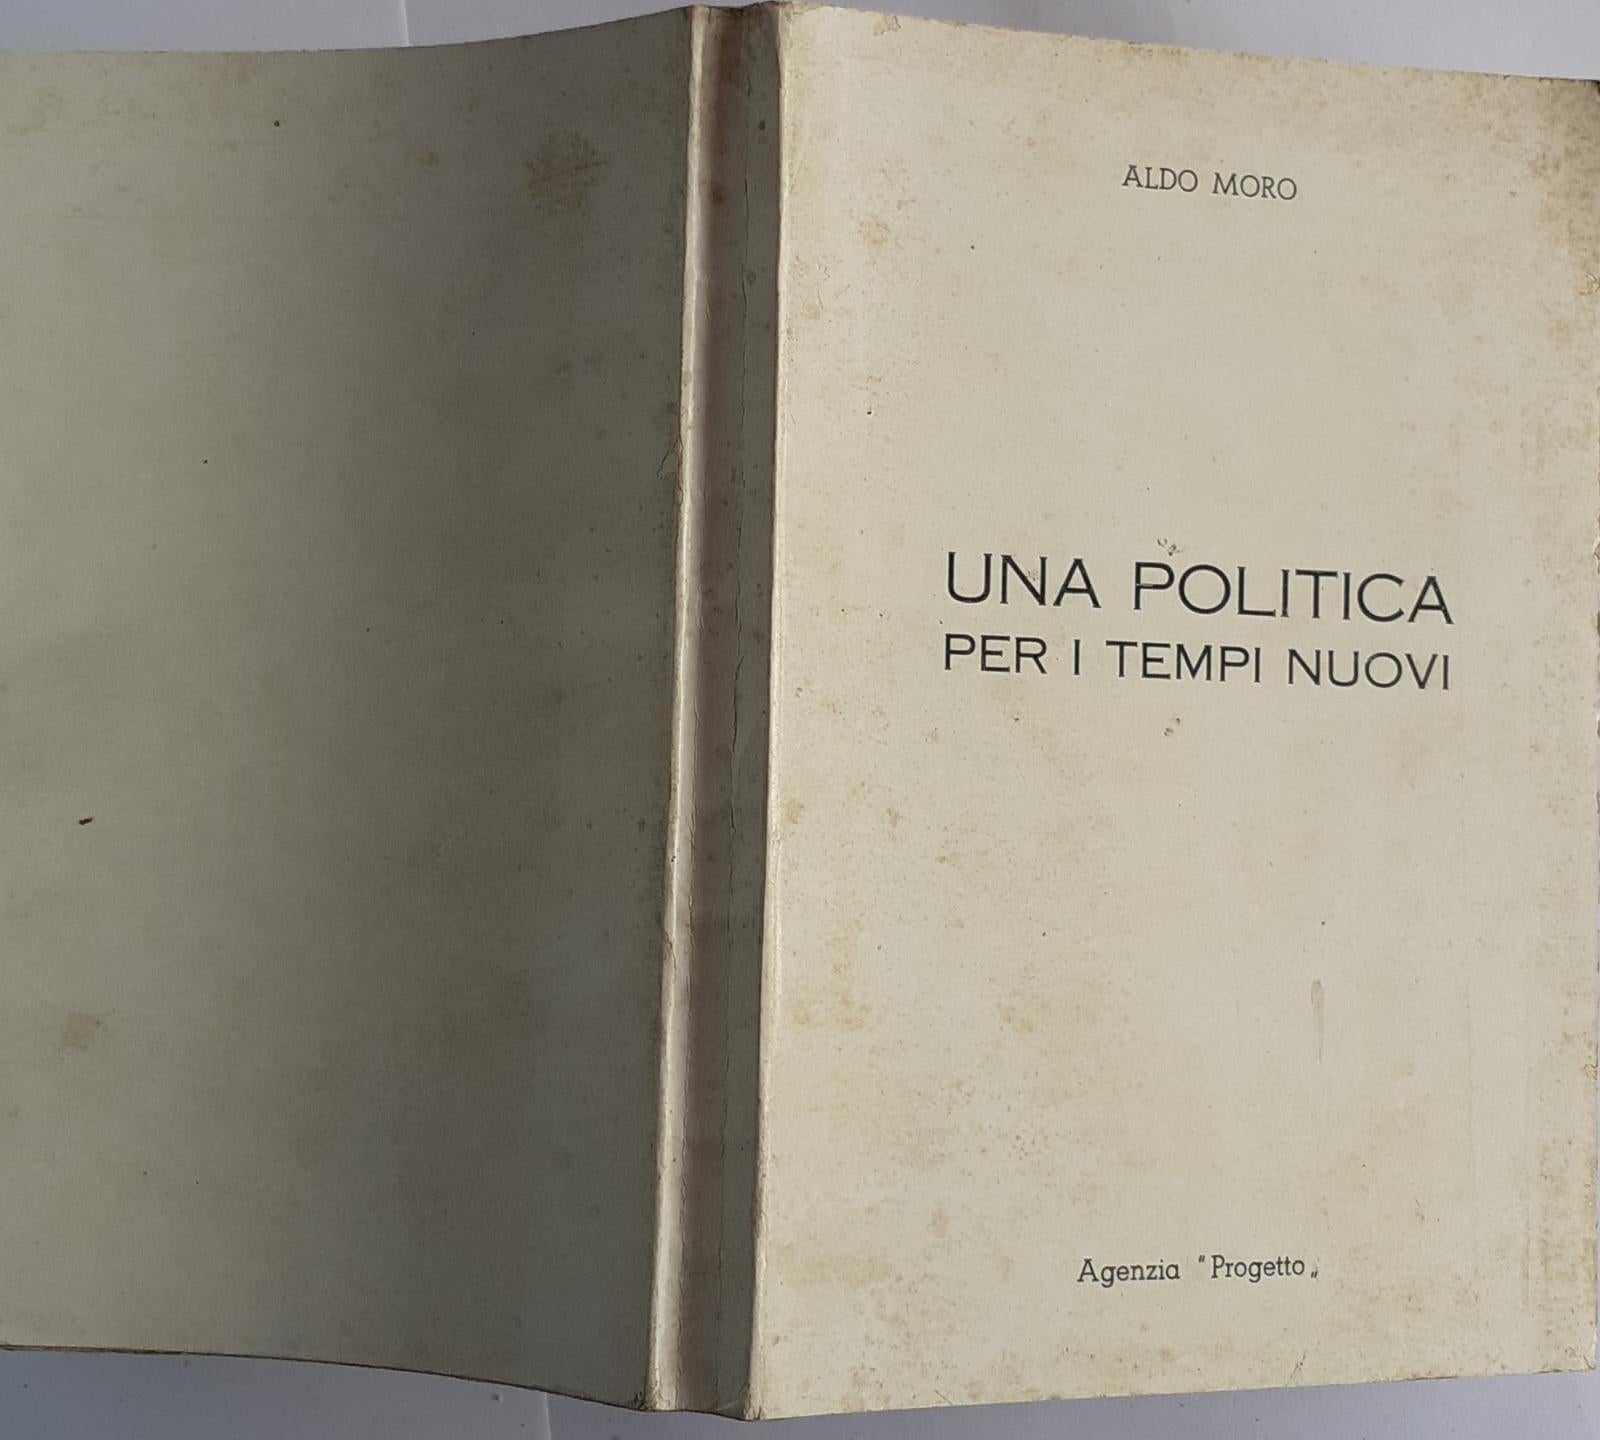 ALDO MORO
UNA POLITICA
PER I TEMPI NUOVI
Agenzia "Progetto„